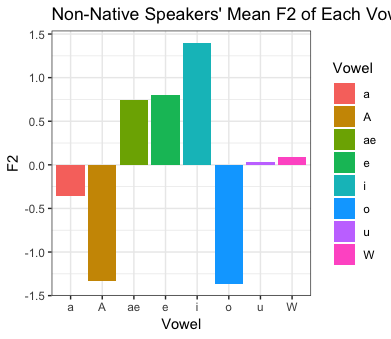 Non-Native Speakers' Mean F2 of Each
Vowel
a
A
ae
e
i
o
u
W
F2
1.5
1.0
0.5
0.0
-0.5
-1.0
-1.5
a A ae e i o u W
Vowel